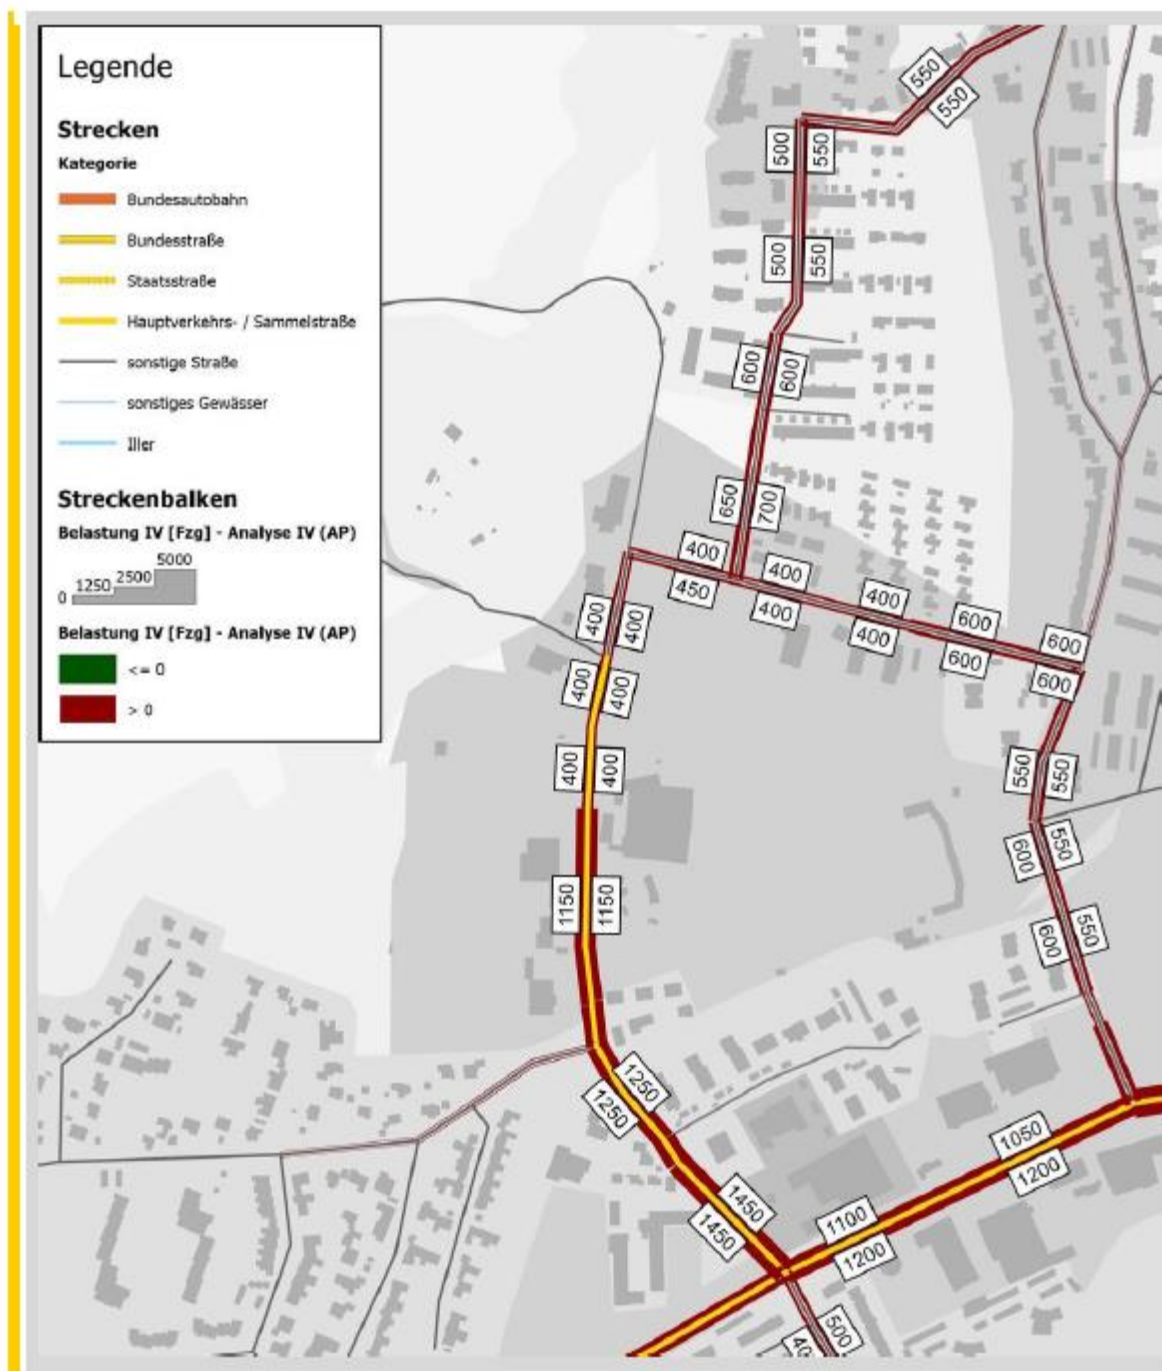 Legende
Strecken
Kategorie
Bundesautobahn
Bundesstraße
Staatsstraße
Hauptverkehrs- / Sammelstraße
sonstige Straße
sonstiges Gewässer
Iller
Streckenbalken
Belastung IV [Fzg] - Analyse IV (AP)
0 1250 2500 5000
Belastung IV [Fzg] - Analyse IV (AP)
<= 0
> 0
550
550
500 550
500 550
600 600
650 700
400
450
400
400
400
400
600
600
600
600
400 400
400 400
400 400
550 550
600 550
600 550
1150 1150
1250
1250
1450
1450
1050
1200
1100
1200
500